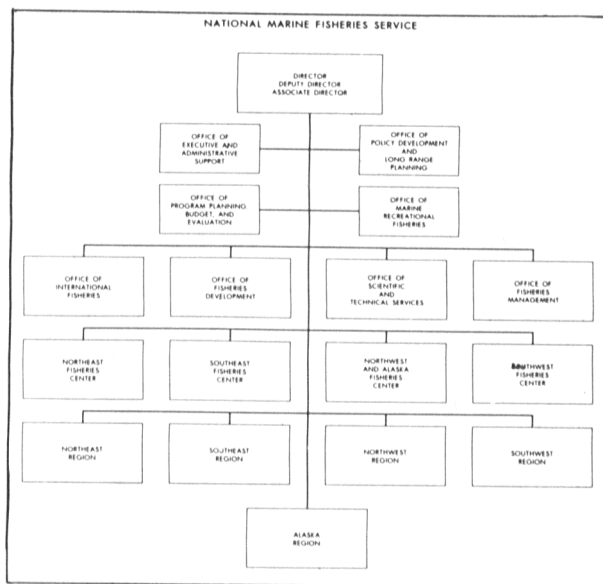 NATIONAL MARINE FISHERIES SERVICE
DIRECTOR
DEPUTY DIRECTOR
ASSOCIATE DIRECTOR
OFFICE OF
EXECUTIVE AND
ADMINISTRATIVE
SUPPORT
OFFICE OF
POLICY DEVELOPMENT
AND
LONG RANGE
PLANNING
OFFICE OF
PROGRAM PLANNING
BUDGET, AND
EVALUATION
OFFICE OF
MARINE
RECREATIONAL
FISHERIES
OFFICE OF
INTERNATIONAL
FISHERIES
OFFICE OF
FISHERIES
DEVELOPMENT
OFFICE OF
SCIENTIFIC
AND
TECHNICAL SERVICES
OFFICE OF
FISHERIES
MANAGEMENT
NORTHEAST
FISHERIES
CENTER
SOUTHEAST
FISHERIES
CENTER
NORTHWEST
AND ALASKA
FISHERIES
CENTER
SOUTHWEST
FISHERIES
CENTER
NORTHEAST
REGION
SOUTHEAST
REGION
NORTHWEST
REGION
SOUTHWEST
REGION
ALASKA
REGION